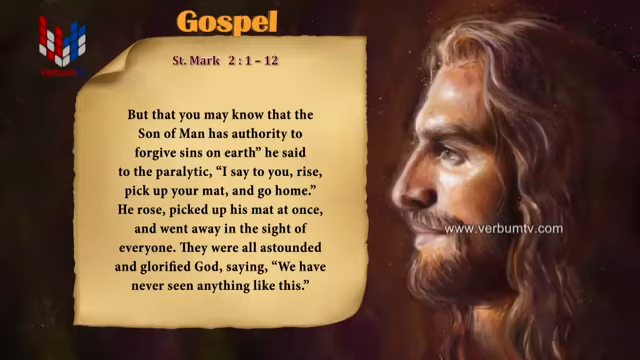 Gospel
St. Mark 2 : 1 – 12
VERBUMTV
But that you may know that the
Son of Man has authority to
forgive sins on earth” he said
to the paralytic, “I say to you, rise,
pick up your mat, and go home.”
He rose, picked up his mat at once,
and went away in the sight of
everyone. They were all astounded
and glorified God, saying, “We have
never seen anything like this.”
www.verbumtv.com